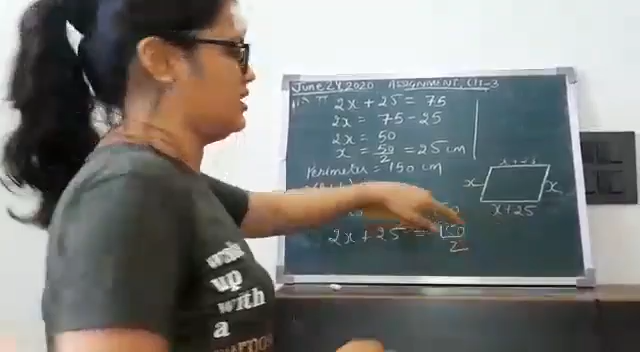 June 24, 2020 ASSIGNMENT, CH-3
2x + 25 = 75
2x = 75 - 25
2x = 50
x = 50/2 = 25 cm
Perimeter = 150 cm
2x + 25 = 150/2
x+25
x
x
x+25
wake
up
with
a